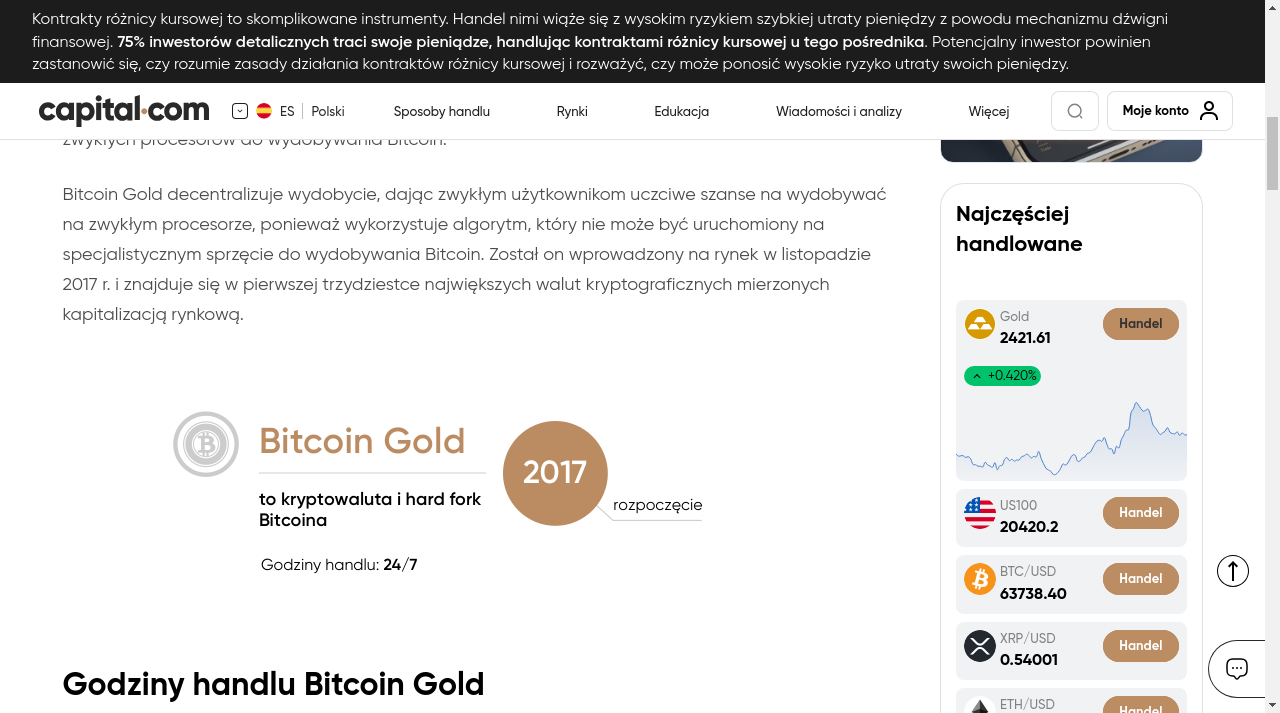 Kontrakty różnicy kursowej to skomplikowane instrumenty. Handel nimi wiąże się z wysokim ryzykiem szybkiej utraty pieniędzy z powodu mechanizmu dźwigni
finansowej. 75% inwestorów detalicznych traci swoje pieniądze, handlując kontraktami różnicy kursowej u tego pośrednika. Potencjalny inwestor powinien
zastanowić się, czy rozumie zasady działania kontraktów różnicy kursowej i rozważyć, czy może ponosić wysokie ryzyko utraty swoich pieniędzy.
capital.com
ES
Polski
Sposoby handlu
Rynki
Edukacja
Wiadomości i analizy
Więcej
Moje konto
zwykłych procesorów do wydobywania Bitcoin.
Bitcoin Gold decentralizuje wydobycie, dając zwykłym użytkownikom uczciwe szanse na wydobywać
na zwykłym procesorze, ponieważ wykorzystuje algorytm, który nie może być uruchomiony na
specjalistycznym sprzęcie do wydobywania Bitcoin. Został on wprowadzony na rynek w listopadzie
2017 r. i znajduje się w pierwszej trzydziestce największych walut kryptograficznych mierzonych
kapitalizacją rynkową.
Bitcoin Gold
to kryptowaluta i hard fork
Bitcoina
Godziny handlu: 24/7
2017
rozpoczęcie
Godziny handlu Bitcoin Gold
Najczęściej
handlowane
Gold
2421.61
Handel
+0.420%
US100
20420.2
Handel
BTC/USD
63738.40
Handel
XRP/USD
0.54001
Handel
ETH/USD
Handel